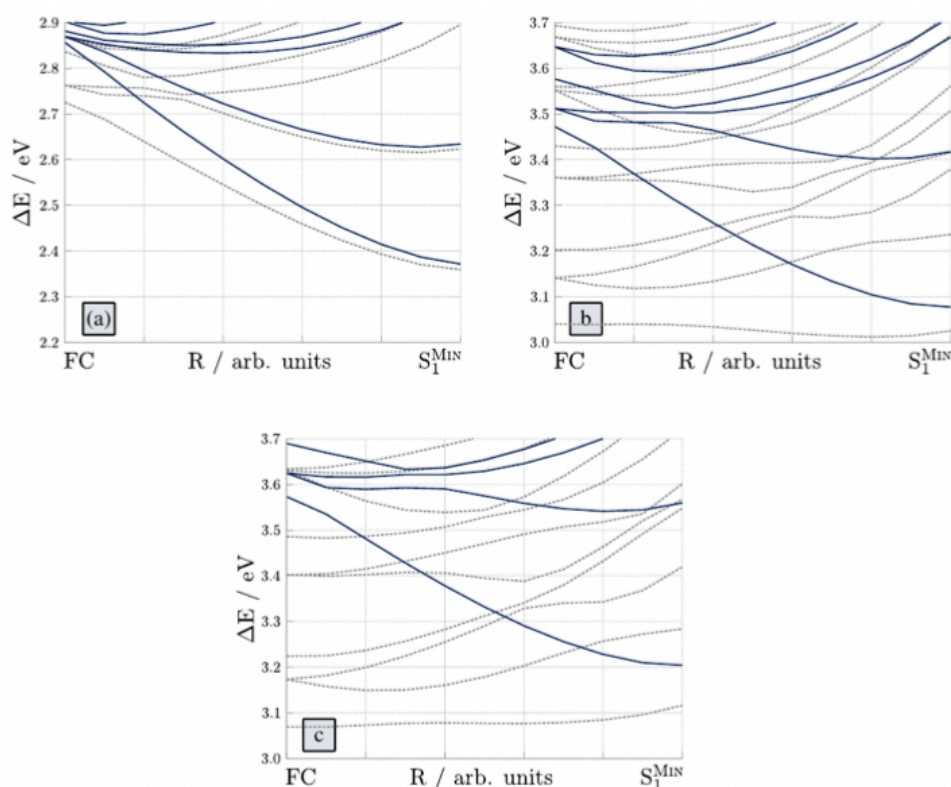 2.9
2.8
2.7
2.6
2.5
2.4
2.3
2.2
ΔE / eV
(a)
FC R / arb. units S₁ᴹᴵᴺ
3.7
3.6
3.5
3.4
3.3
3.2
3.1
3.0
ΔE / eV
b
FC R / arb. units S₁ᴹᴵᴺ
3.7
3.6
3.5
3.4
3.3
3.2
3.1
3.0
ΔE / eV
c
FC R / arb. units S₁ᴹᴵᴺ